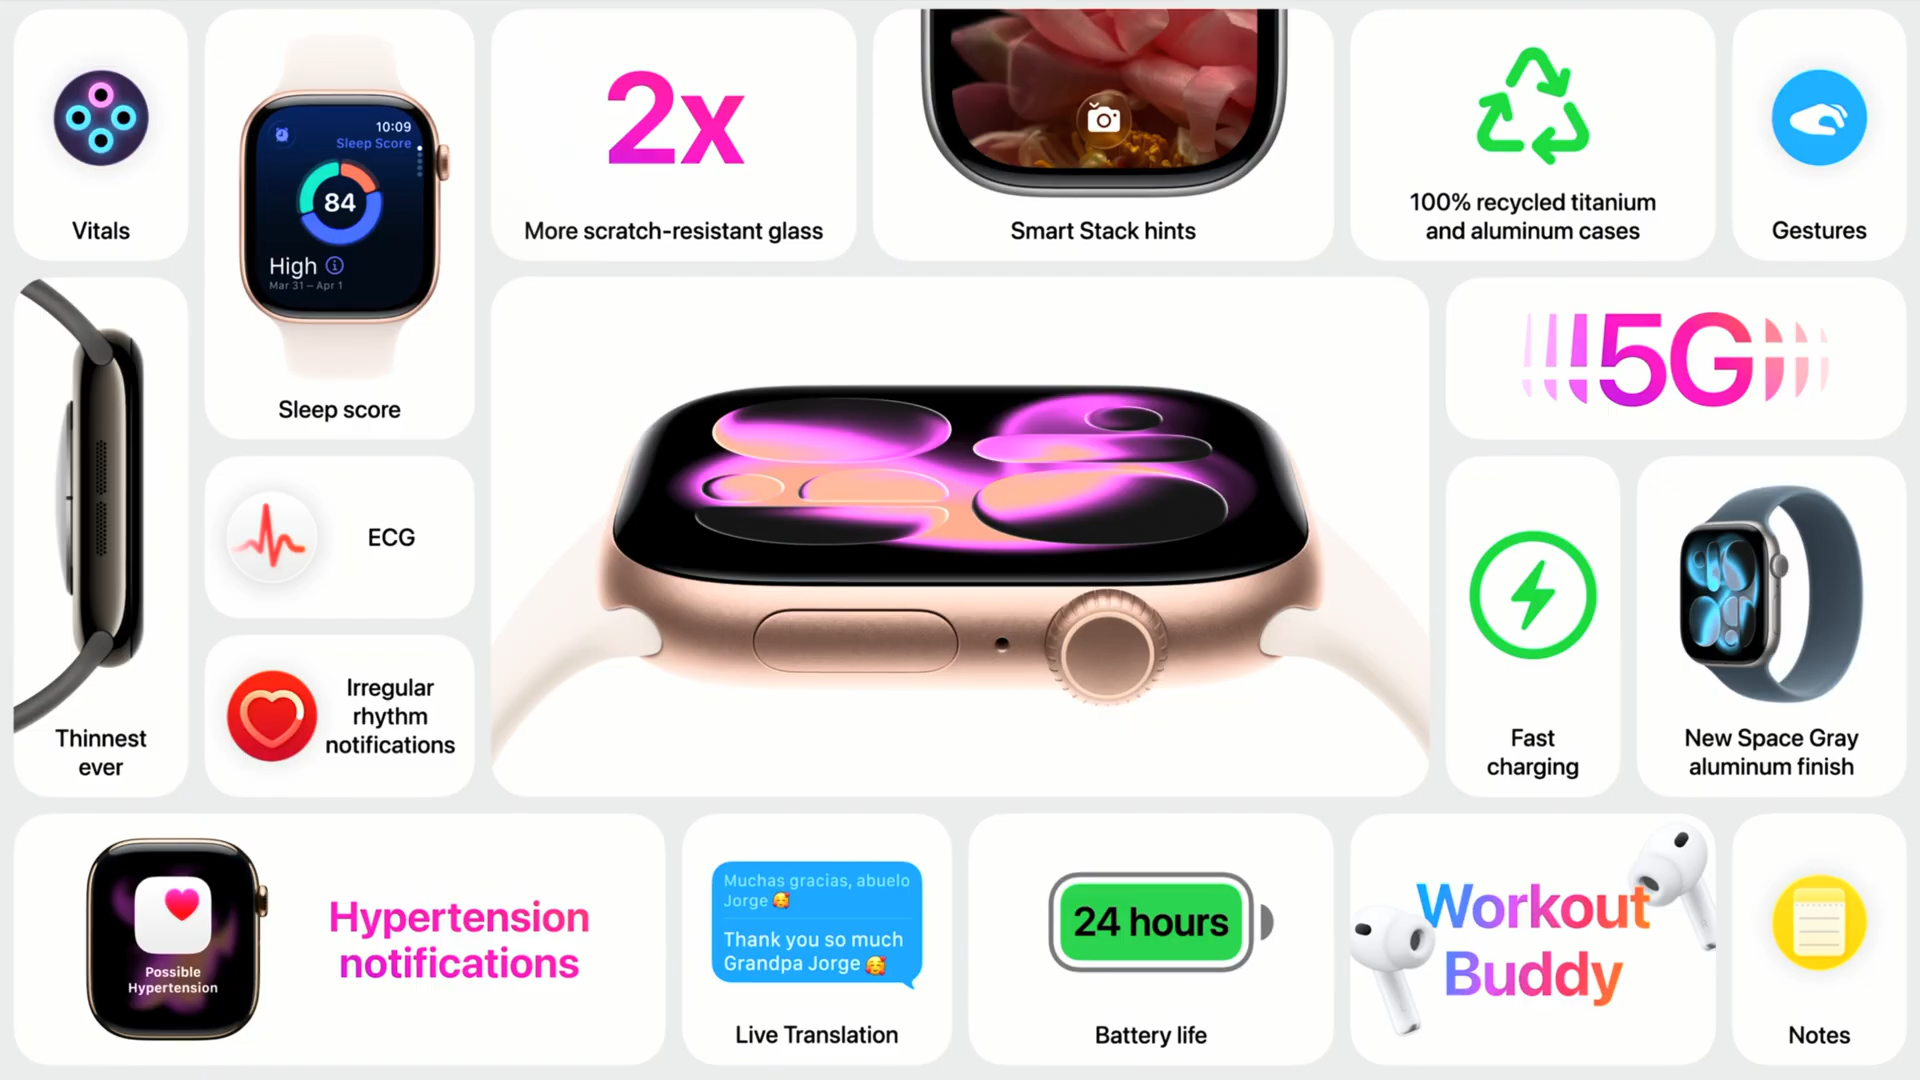 Vitals
10:09
Sleep Score
84
High
Mar 31 – Apr 1
Sleep score
2x
More scratch-resistant glass
Smart Stack hints
100% recycled titanium
and aluminum cases
Gestures
Thinnest
ever
ECG
Irregular
rhythm
notifications
5G
Fast
charging
New Space Gray
aluminum finish
Possible
Hypertension
Hypertension
notifications
Muchas gracias, abuelo
Jorge 🥰
Thank you so much
Grandpa Jorge 🥰
Live Translation
24 hours
Battery life
Workout
Buddy
Notes